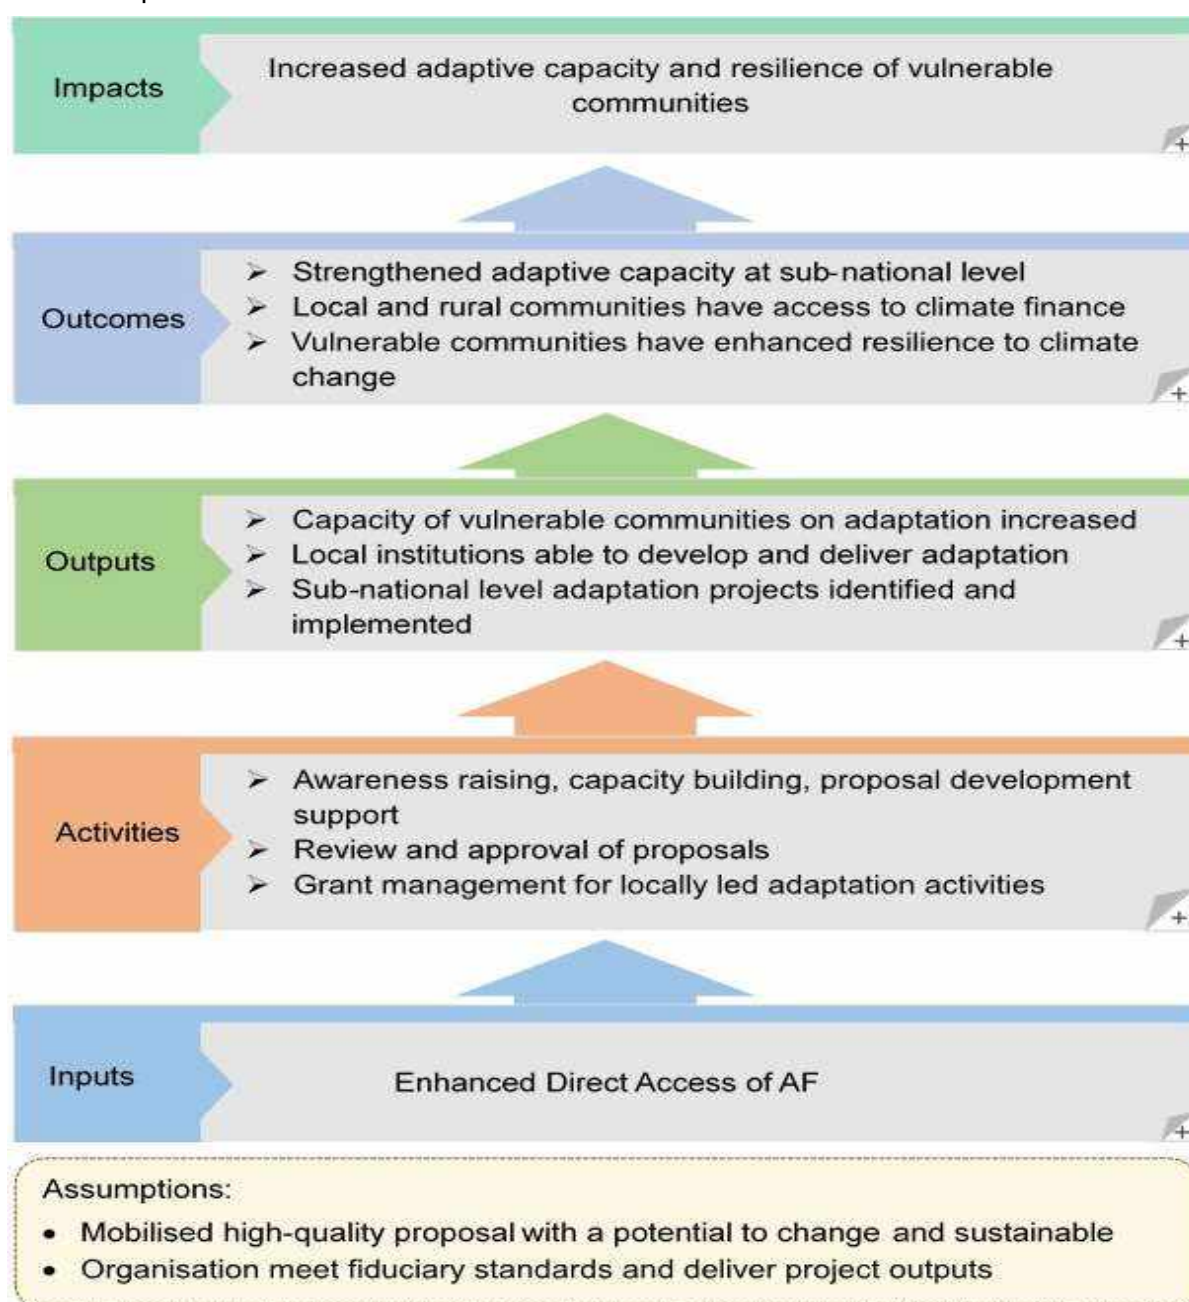 Impacts
Increased adaptive capacity and resilience of vulnerable
communities
+
Outcomes
➢ Strengthened adaptive capacity at sub-national level
➢ Local and rural communities have access to climate finance
➢ Vulnerable communities have enhanced resilience to climate
change
+
Outputs
➢ Capacity of vulnerable communities on adaptation increased
➢ Local institutions able to develop and deliver adaptation
➢ Sub-national level adaptation projects identified and
implemented
+
Activities
➢ Awareness raising, capacity building, proposal development
support
➢ Review and approval of proposals
➢ Grant management for locally led adaptation activities
+
Inputs
Enhanced Direct Access of AF
+
Assumptions:
• Mobilised high-quality proposal with a potential to change and sustainable
• Organisation meet fiduciary standards and deliver project outputs